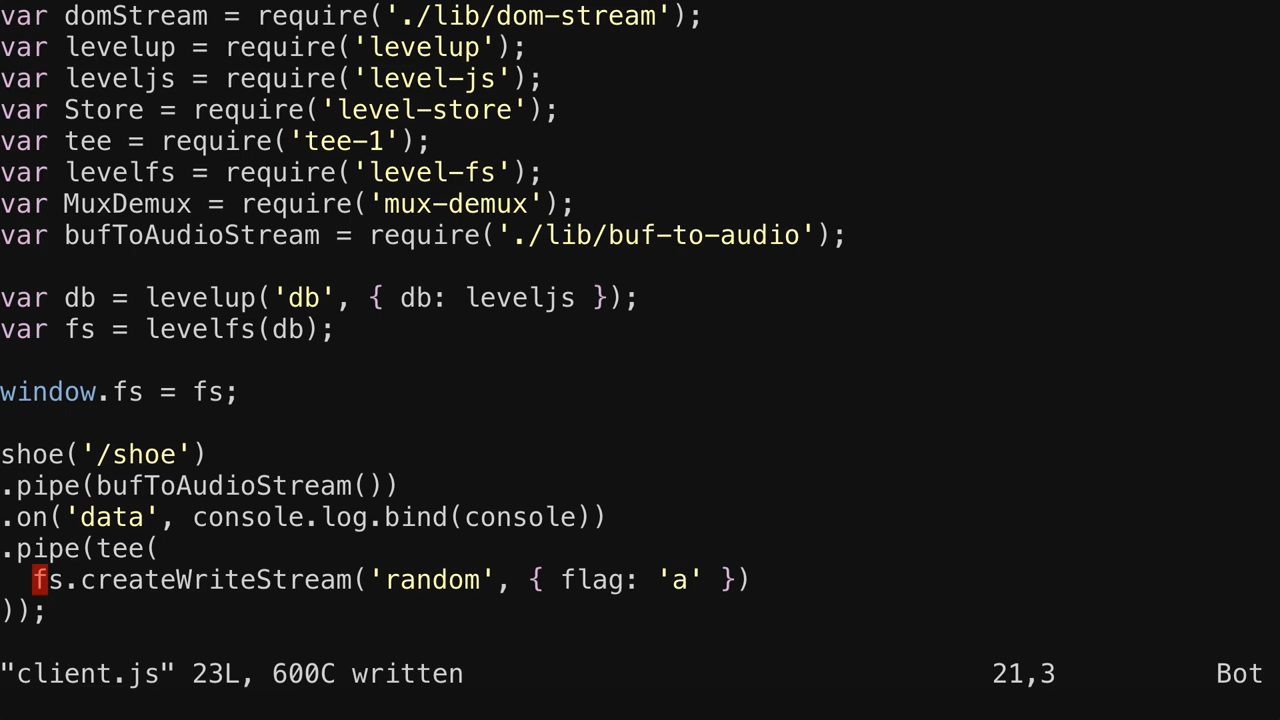 var domStream = require('./lib/dom-stream');
var levelup = require('levelup');
var leveljs = require('level-js');
var Store = require('level-store');
var tee = require('tee-1');
var levelfs = require('level-fs');
var MuxDemux = require('mux-demux');
var bufToAudioStream = require('./lib/buf-to-audio');
var db = levelup('db', { db: leveljs });
var fs = levelfs(db);
window.fs = fs;
shoe('/shoe')
.pipe(bufToAudioStream())
.on('data', console.log.bind(console))
.pipe(tee(
  fs.createWriteStream('random', { flag: 'a' })
));
"client.js" 23L, 600C written 21,3 Bot